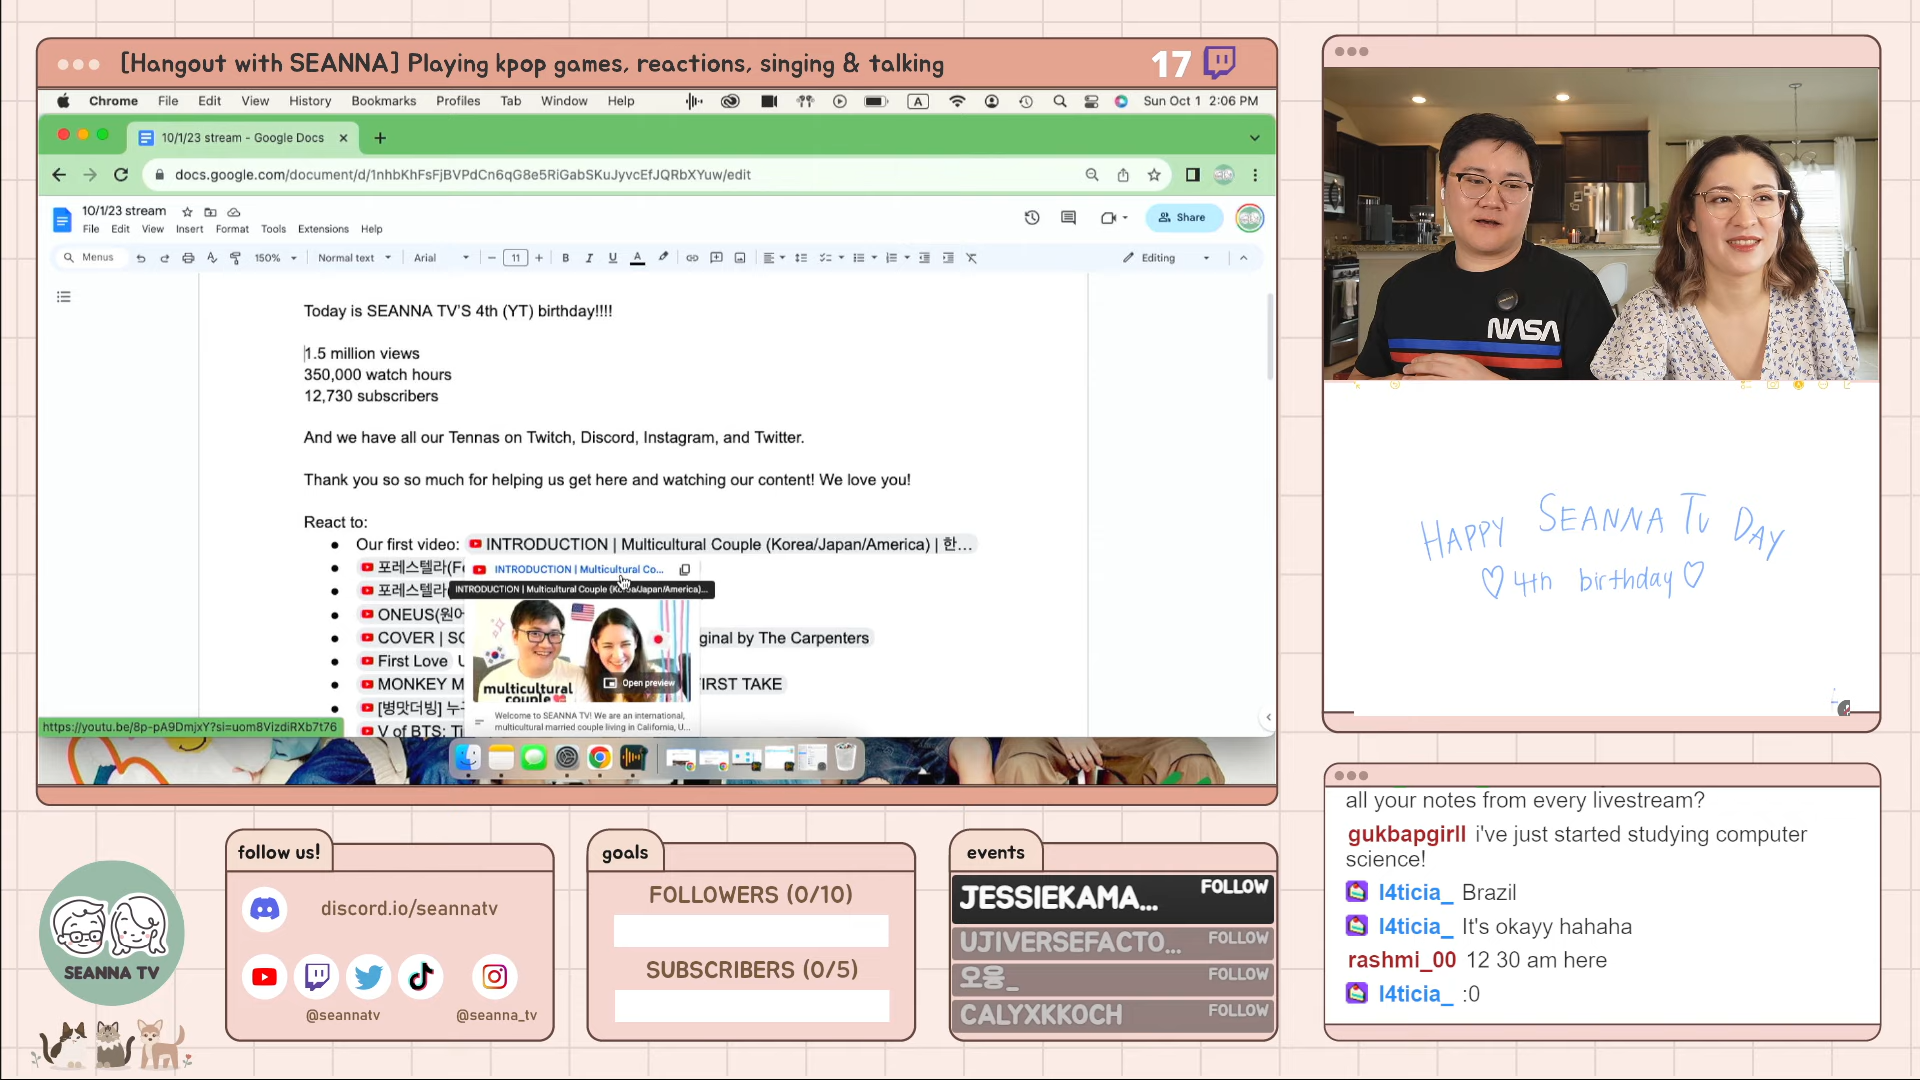 [Hangout with SEANNA] Playing kpop games, reactions, singing & talking
17
Chrome File Edit View History Bookmarks Profiles Tab Window Help
A
Sun Oct 1 2:06 PM
10/1/23 stream - Google Docs
docs.google.com/document/d/1nhbKhFsFjBVPdCn6qG8e5RiGabSKuJyvcEfJQRbXYuw/edit
10/1/23 stream
File Edit View Insert Format Tools Extensions Help
Share
Menus 150% Normal text Arial 11 B I U A Editing
Today is SEANNA TV'S 4th (YT) birthday!!!!
1.5 million views
350,000 watch hours
12,730 subscribers
And we have all our Tennas on Twitch, Discord, Instagram, and Twitter.
Thank you so so much for helping us get here and watching our content! We love you!
React to:
Our first video: INTRODUCTION | Multicultural Couple (Korea/Japan/America) | 한...
포레스텔라(F
INTRODUCTION | Multicultural Co...
포레스텔라
INTRODUCTION | Multicultural Couple (Korea/Japan/America)...
ONEUS(원어
COVER | SO
ginal by The Carpenters
First Love U
MONKEY M
FIRST TAKE
Open preview
multicultural
couple
[병맛더빙] 누
Welcome to SEANNA TV! We are an international,
multicultural married couple living in California, U...
V of BTS: Ti
https://youtu.be/8p-pA9DmjxY?si=uom8VizdiRXb7t76
NASA
HAPPY SEANNA TV DAY
4th birthday
all your notes from every livestream?
gukbapgirll i've just started studying computer
science!
l4ticia_ Brazil
l4ticia_ It's okayy hahaha
rashmi_00 12 30 am here
l4ticia_ :0
SEANNA TV
follow us!
discord.io/seannatv
@seannatv
@seanna_tv
goals
FOLLOWERS (0/10)
SUBSCRIBERS (0/5)
events
JESSIEKAMA... FOLLOW
UJIVERSEFACTO... FOLLOW
오응_ FOLLOW
CALYXKKOCH FOLLOW